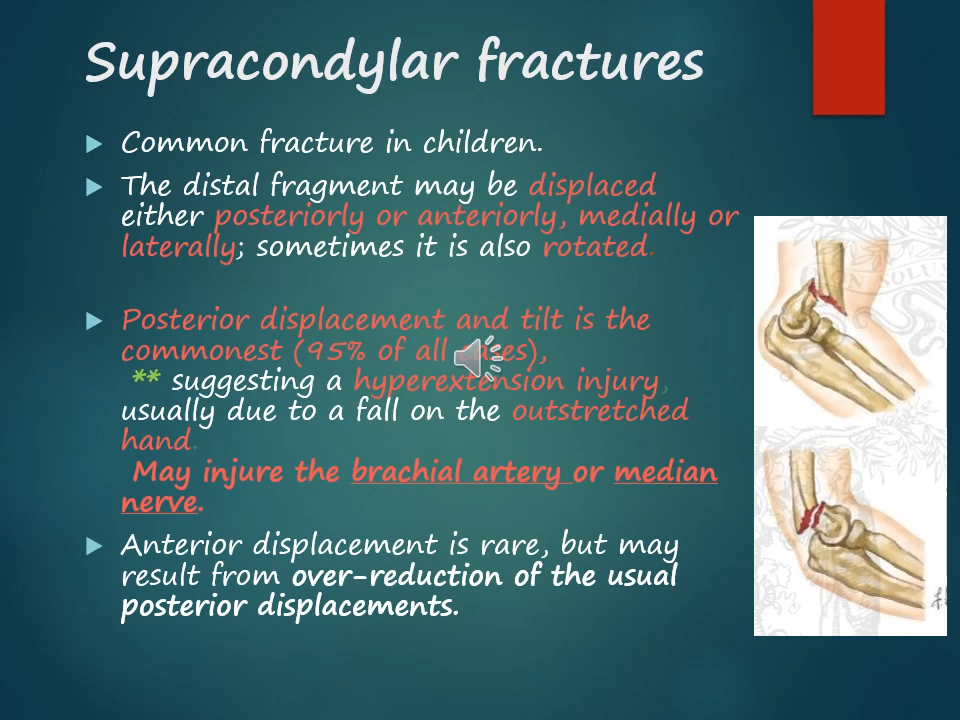 Supracondylar fractures
Common fracture in children.
The distal fragment may be displaced
either posteriorly or anteriorly, medially or
laterally; sometimes it is also rotated.
Posterior displacement and tilt is the
commonest (95% of all cases),
** suggesting a hyperextension injury,
usually due to a fall on the outstretched
hand.
May injure the brachial artery or median
nerve.
Anterior displacement is rare, but may
result from over-reduction of the usual
posterior displacements.